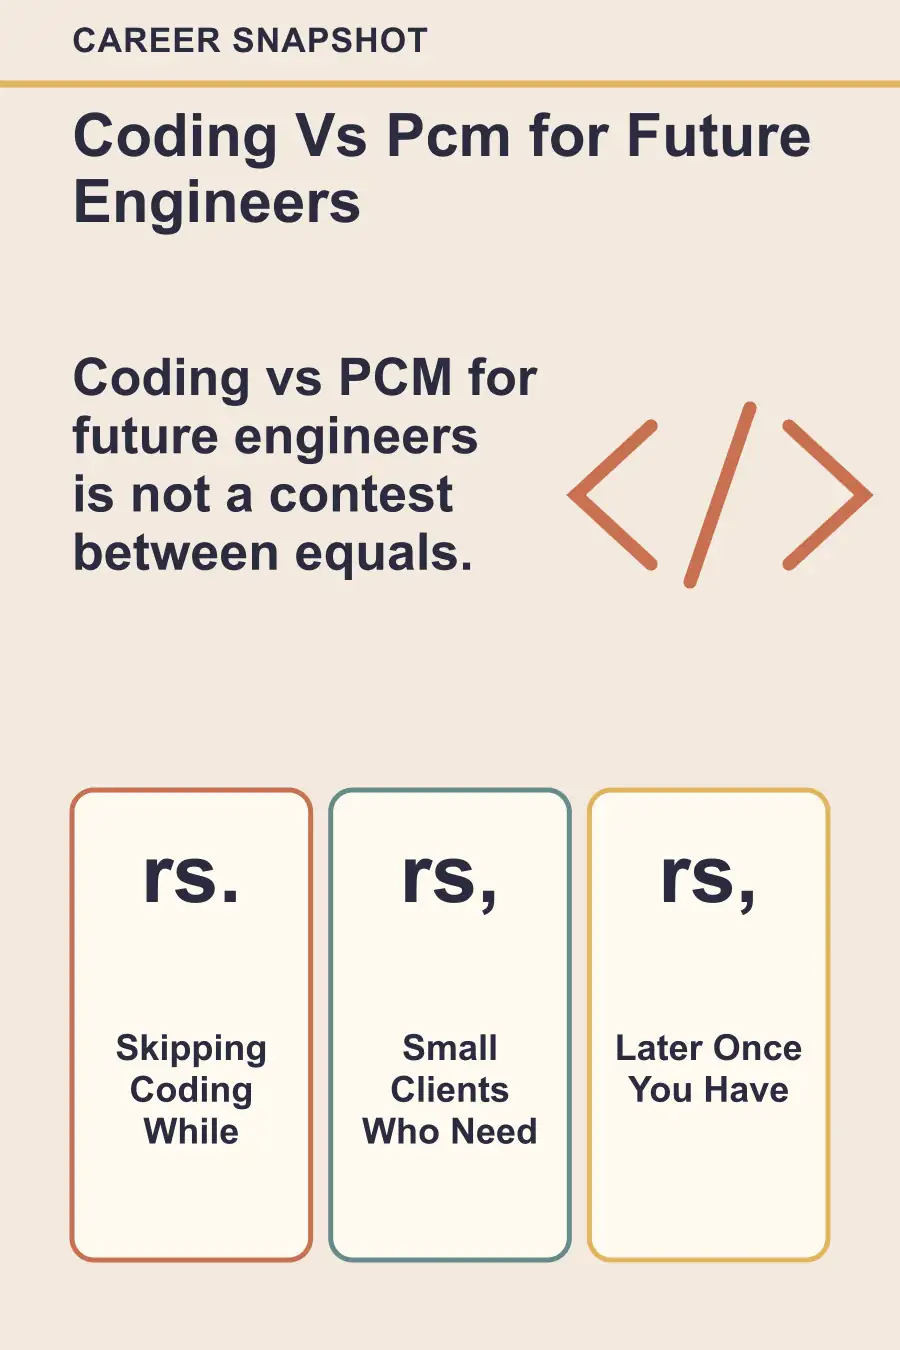 CAREER SNAPSHOT
Coding Vs Pcm for Future
Engineers
Coding vs PCM for
future engineers
is not a contest
between equals.
rs.
Skipping
Coding
While
rs,
Small
Clients
Who Need
rs,
Later Once
You Have